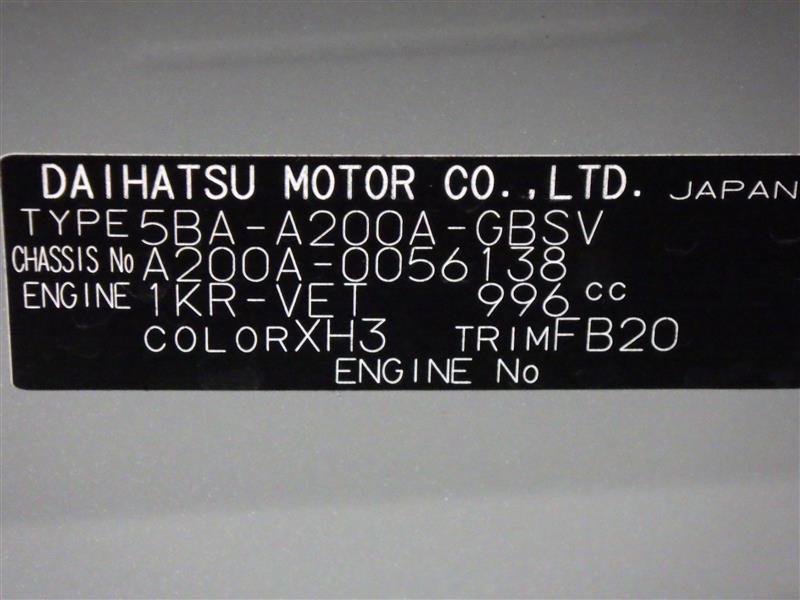 DAIHATSU MOTOR CO.,LTD. JAPAN
TYPE 5BA-A200A-GBSV
CHASSIS No A200A-0056138
ENGINE 1KR-VET 996 cc
COLOR XH3 TRIM FB20
ENGINE No